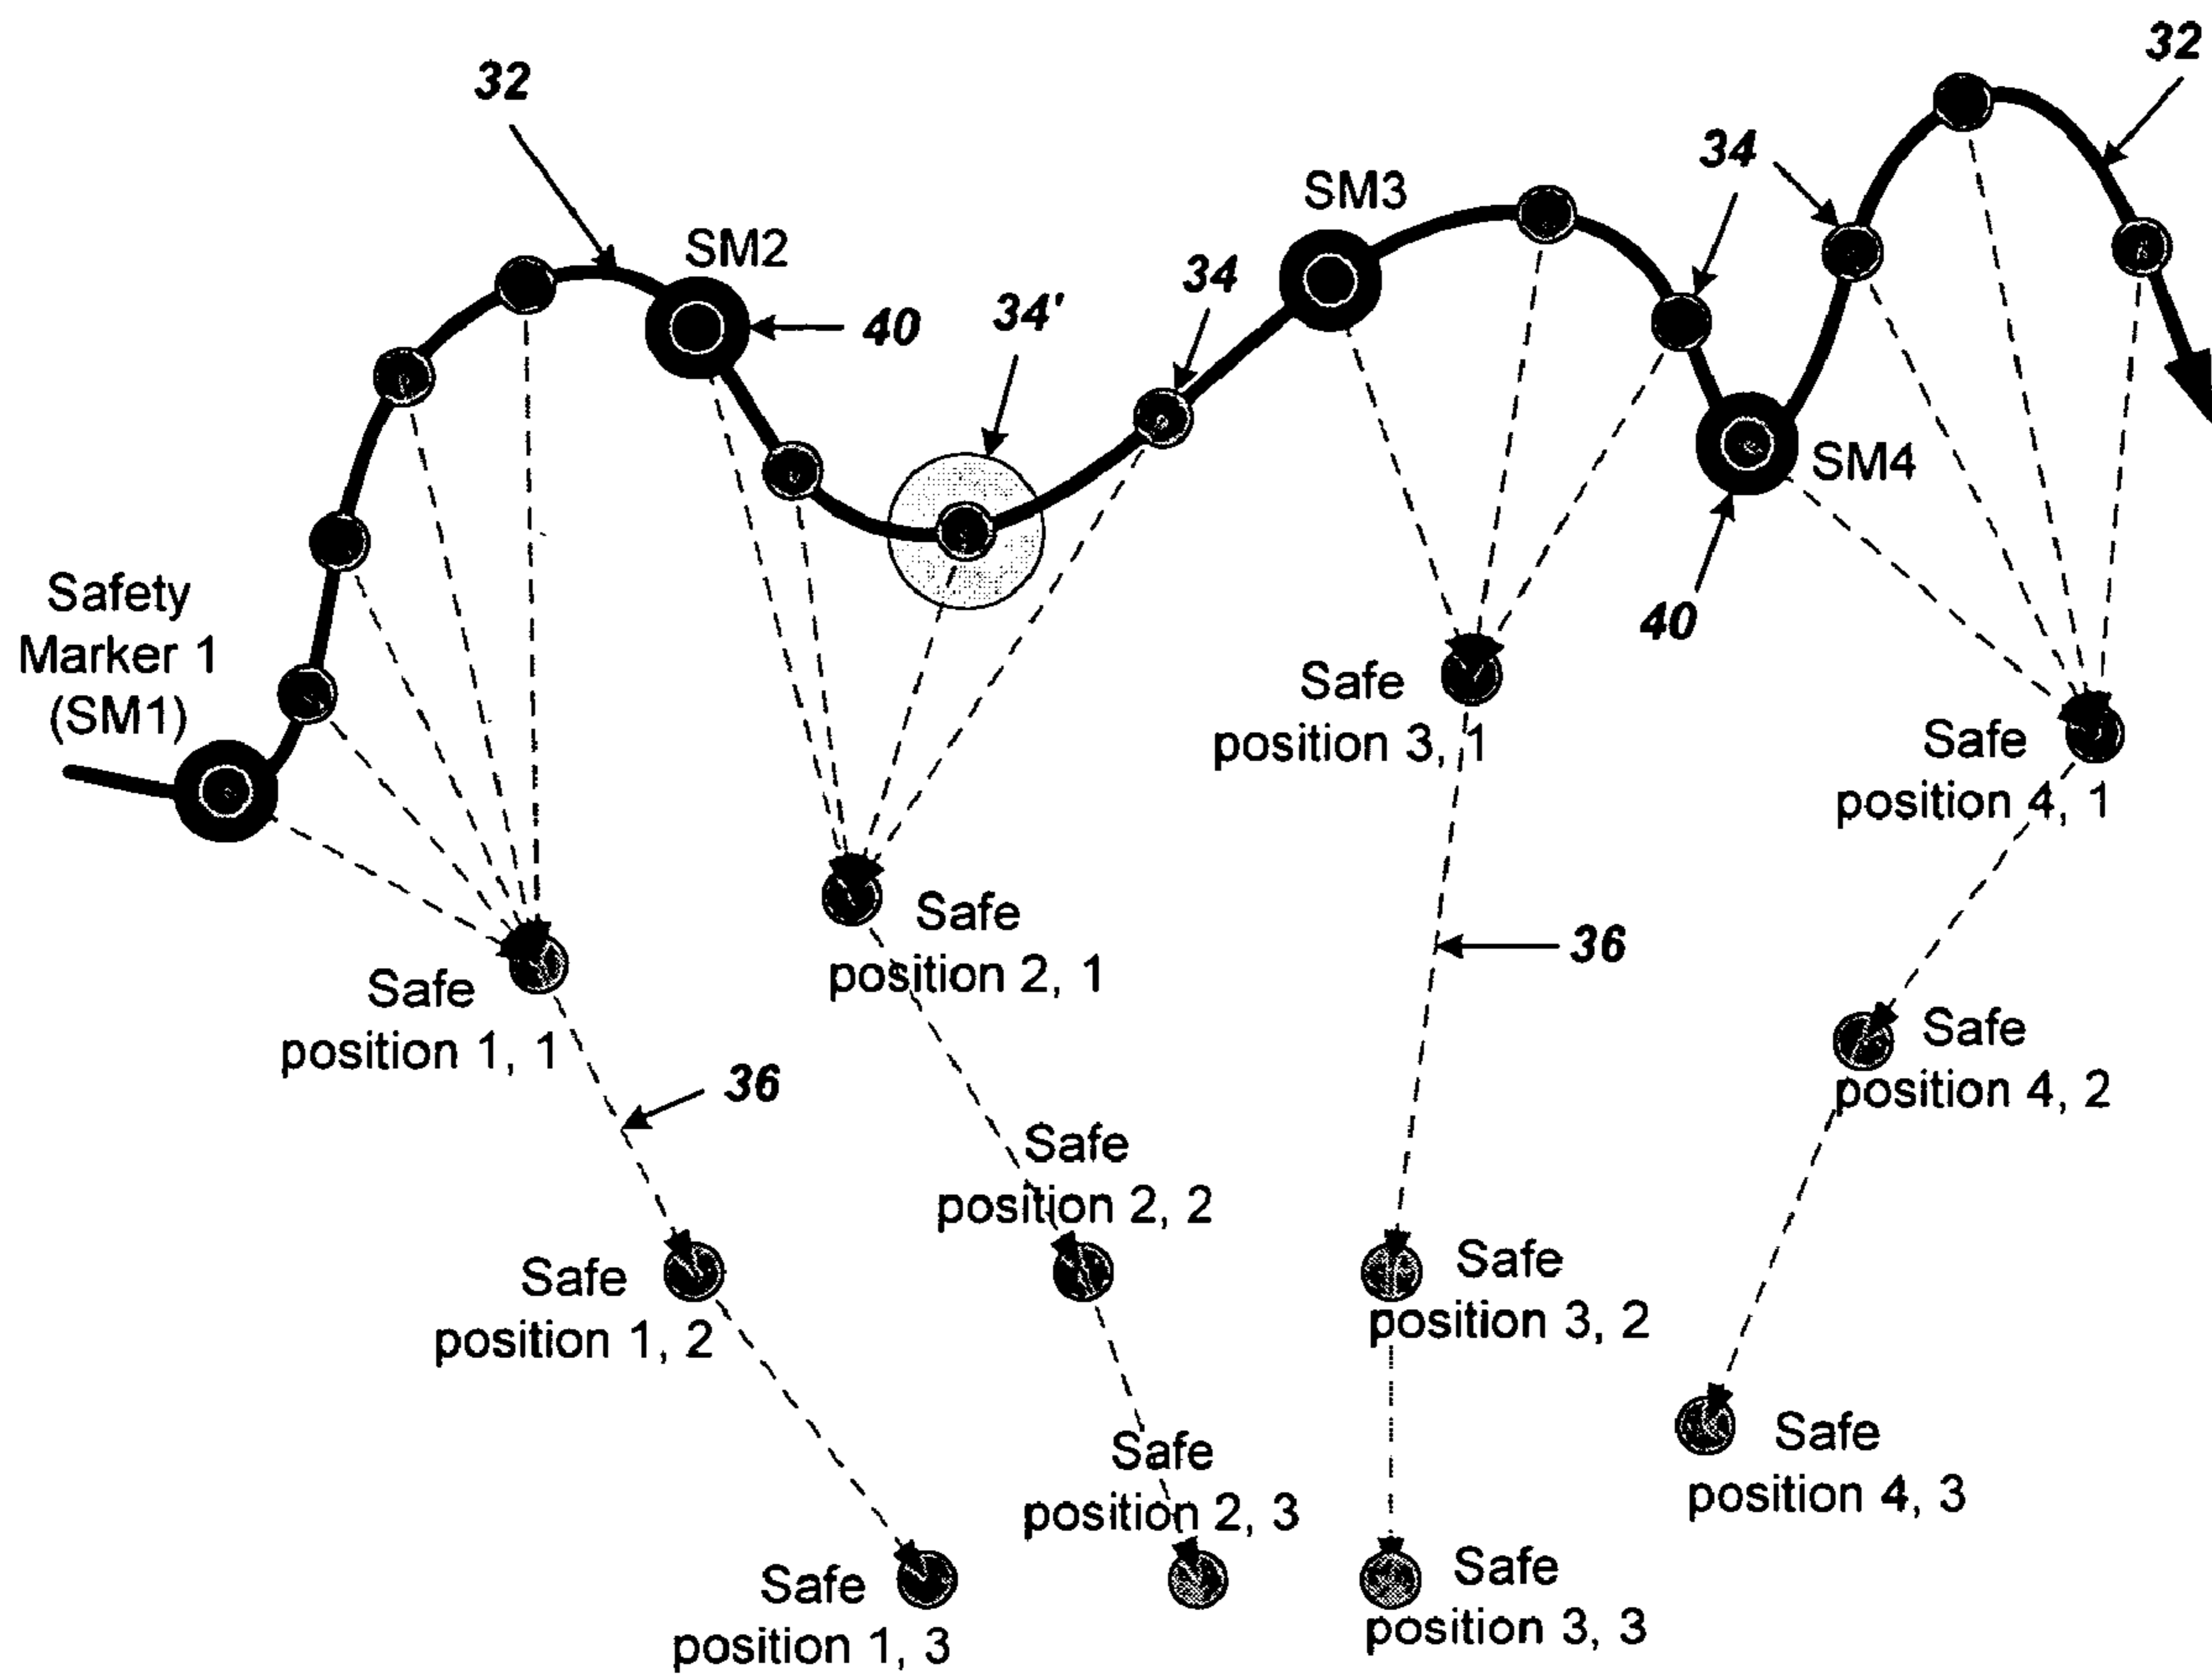 32
32
34
SM3
SM2
34
34'
40
SM4
Safety
Marker 1
(SM1)
40
Safe
position 3, 1
Safe
position 4, 1
Safe
position 2, 1
36
Safe
position 1, 1
Safe
position 4, 2
36
Safe
position 2, 2
Safe
position 3, 2
Safe
position 1, 2
Safe
position 4, 3
Safe
position 2, 3
Safe
position 3, 3
Safe
position 1, 3